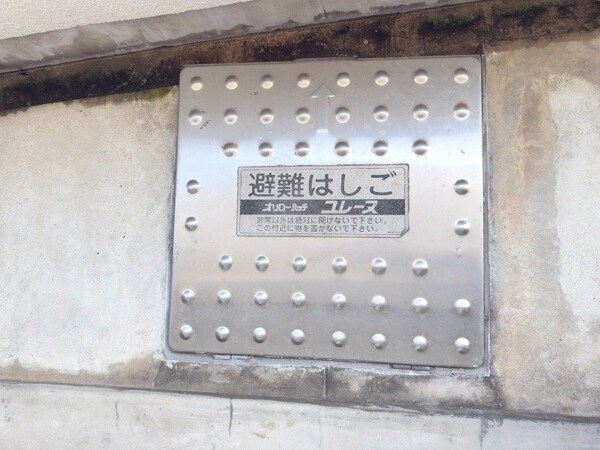 避難はしご
オリロー ハッチ ユレーヌ
非常以外は絶対に開けないで下さい。
この付近に物を置かないで下さい。